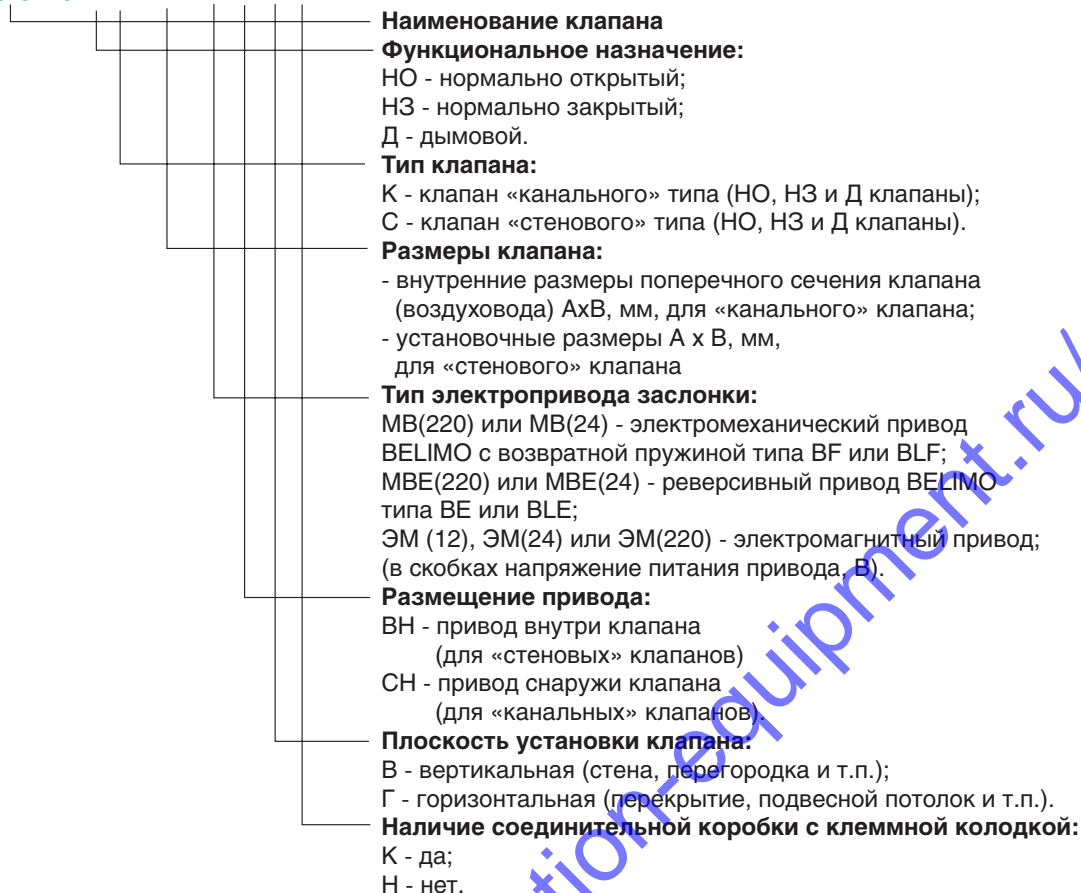 Наименование клапана
Функциональное назначение:
НО - нормально открытый;
НЗ - нормально закрытый;
Д - дымовой.
Тип клапана:
К - клапан «канального» типа (НО, НЗ и Д клапаны);
С - клапан «стенового» типа (НО, НЗ и Д клапаны).
Размеры клапана:
- внутренние размеры поперечного сечения клапана
(воздуховода) АxВ, мм, для «канального» клапана;
- установочные размеры А x В, мм,
для «стенового» клапана
Тип электропривода заслонки:
МВ(220) или МВ(24) - электромеханический привод
BELIMO с возвратной пружиной типа BF или BLF;
МВЕ(220) или МВЕ(24) - реверсивный привод BELIMO
типа BE или BLE;
ЭМ (12), ЭМ(24) или ЭМ(220) - электромагнитный привод;
(в скобках напряжение питания привода, В).
Размещение привода:
ВН - привод внутри клапана
(для «стеновых» клапанов)
СН - привод снаружи клапана
(для «канальных» клапанов).
Плоскость установки клапана:
В - вертикальная (стена, перегородка и т.п.);
Г - горизонтальная (перекрытие, подвесной потолок и т.п.).
Наличие соединительной коробки с клеммной колодкой:
К - да;
Н - нет.
tion-equipment.ru/